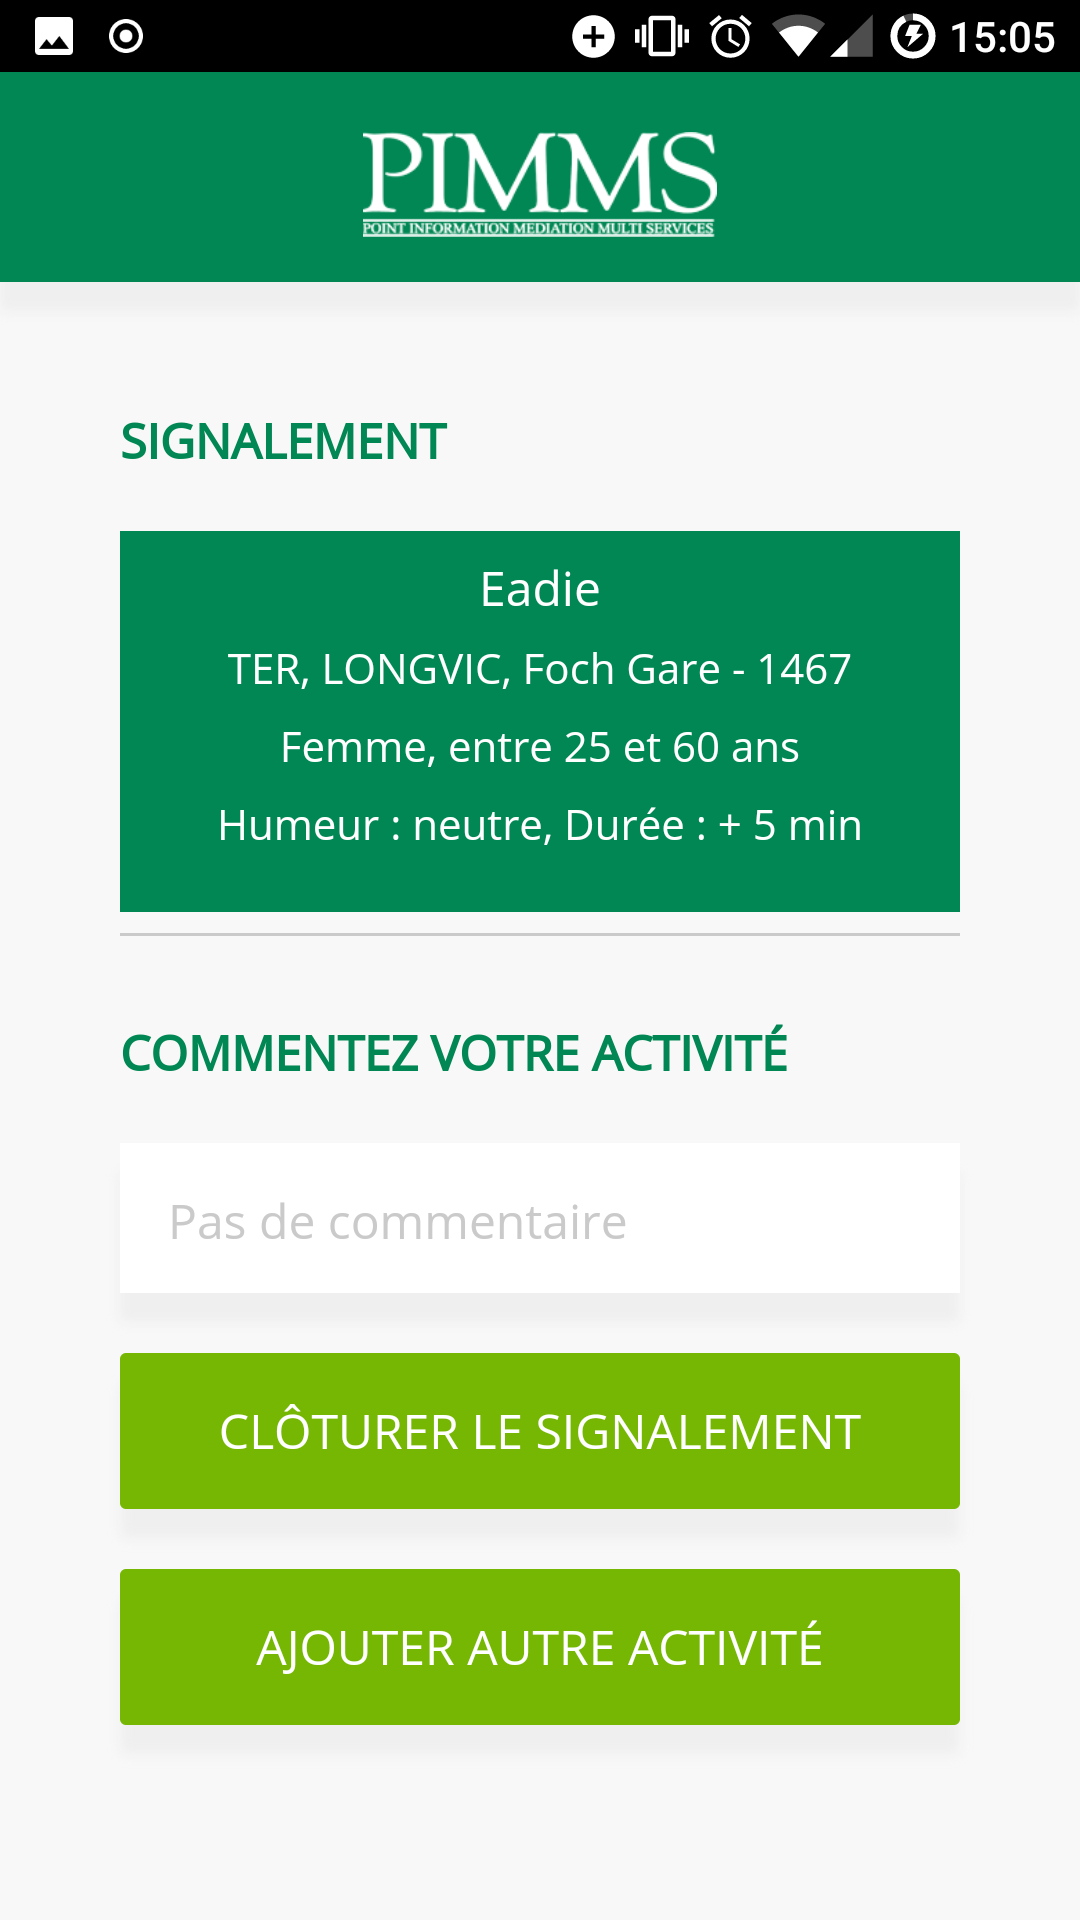 15:05
PIMMS
POINT INFORMATION MEDIATION MULTI SERVICES
SIGNALEMENT
Eadie
TER, LONGVIC, Foch Gare - 1467
Femme, entre 25 et 60 ans
Humeur : neutre, Durée : + 5 min
COMMENTEZ VOTRE ACTIVITÉ
Pas de commentaire
CLÔTURER LE SIGNALEMENT
AJOUTER AUTRE ACTIVITÉ